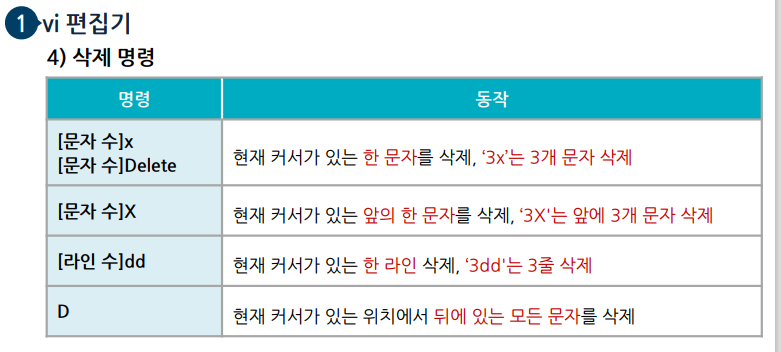 1 vi 편집기
4) 삭제 명령
명령 동작
[문자 수]x
[문자 수]Delete
현재 커서가 있는 한 문자를 삭제, ‘3x’는 3개 문자 삭제
[문자 수]X
현재 커서가 있는 앞의 한 문자를 삭제, ‘3X'는 앞에 3개 문자 삭제
[라인 수]dd
현재 커서가 있는 한 라인 삭제, ‘3dd'는 3줄 삭제
D
현재 커서가 있는 위치에서 뒤에 있는 모든 문자를 삭제